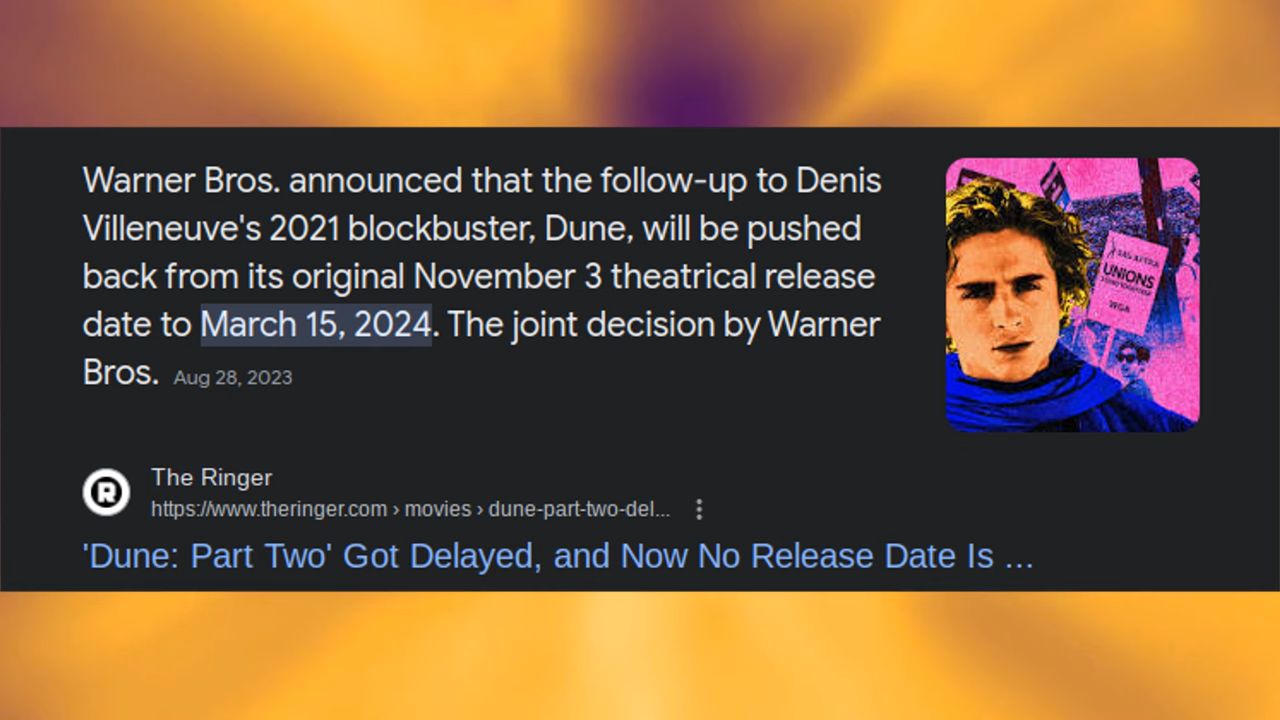 Warner Bros. announced that the follow-up to Denis
Villeneuve's 2021 blockbuster, Dune, will be pushed
back from its original November 3 theatrical release
date to March 15, 2024. The joint decision by Warner
Bros. Aug 28, 2023
SAG AFTRA
UNIONS
WGA
The Ringer
https://www.theringer.com › movies › dune-part-two-del...
'Dune: Part Two' Got Delayed, and Now No Release Date Is ...